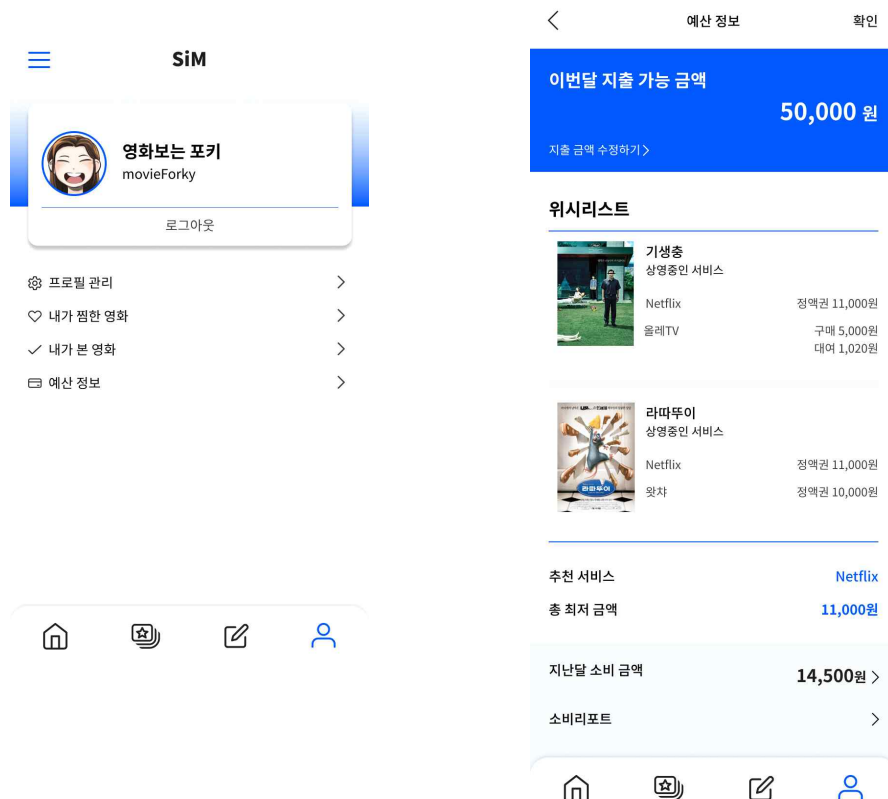 SiM
영화보는 포키
movieForky
로그아웃
프로필 관리
내가 찜한 영화
내가 본 영화
예산 정보
예산 정보
확인
이번달 지출 가능 금액
50,000 원
지출 금액 수정하기
위시리스트
기생충
상영중인 서비스
Netflix 정액권 11,000원
올레TV 구매 5,000원
대여 1,020원
라따뚜이
상영중인 서비스
Netflix 정액권 11,000원
왓챠 정액권 10,000원
라따뚜이
추천 서비스 Netflix
총 최저 금액 11,000원
지난달 소비 금액 14,500원
소비리포트